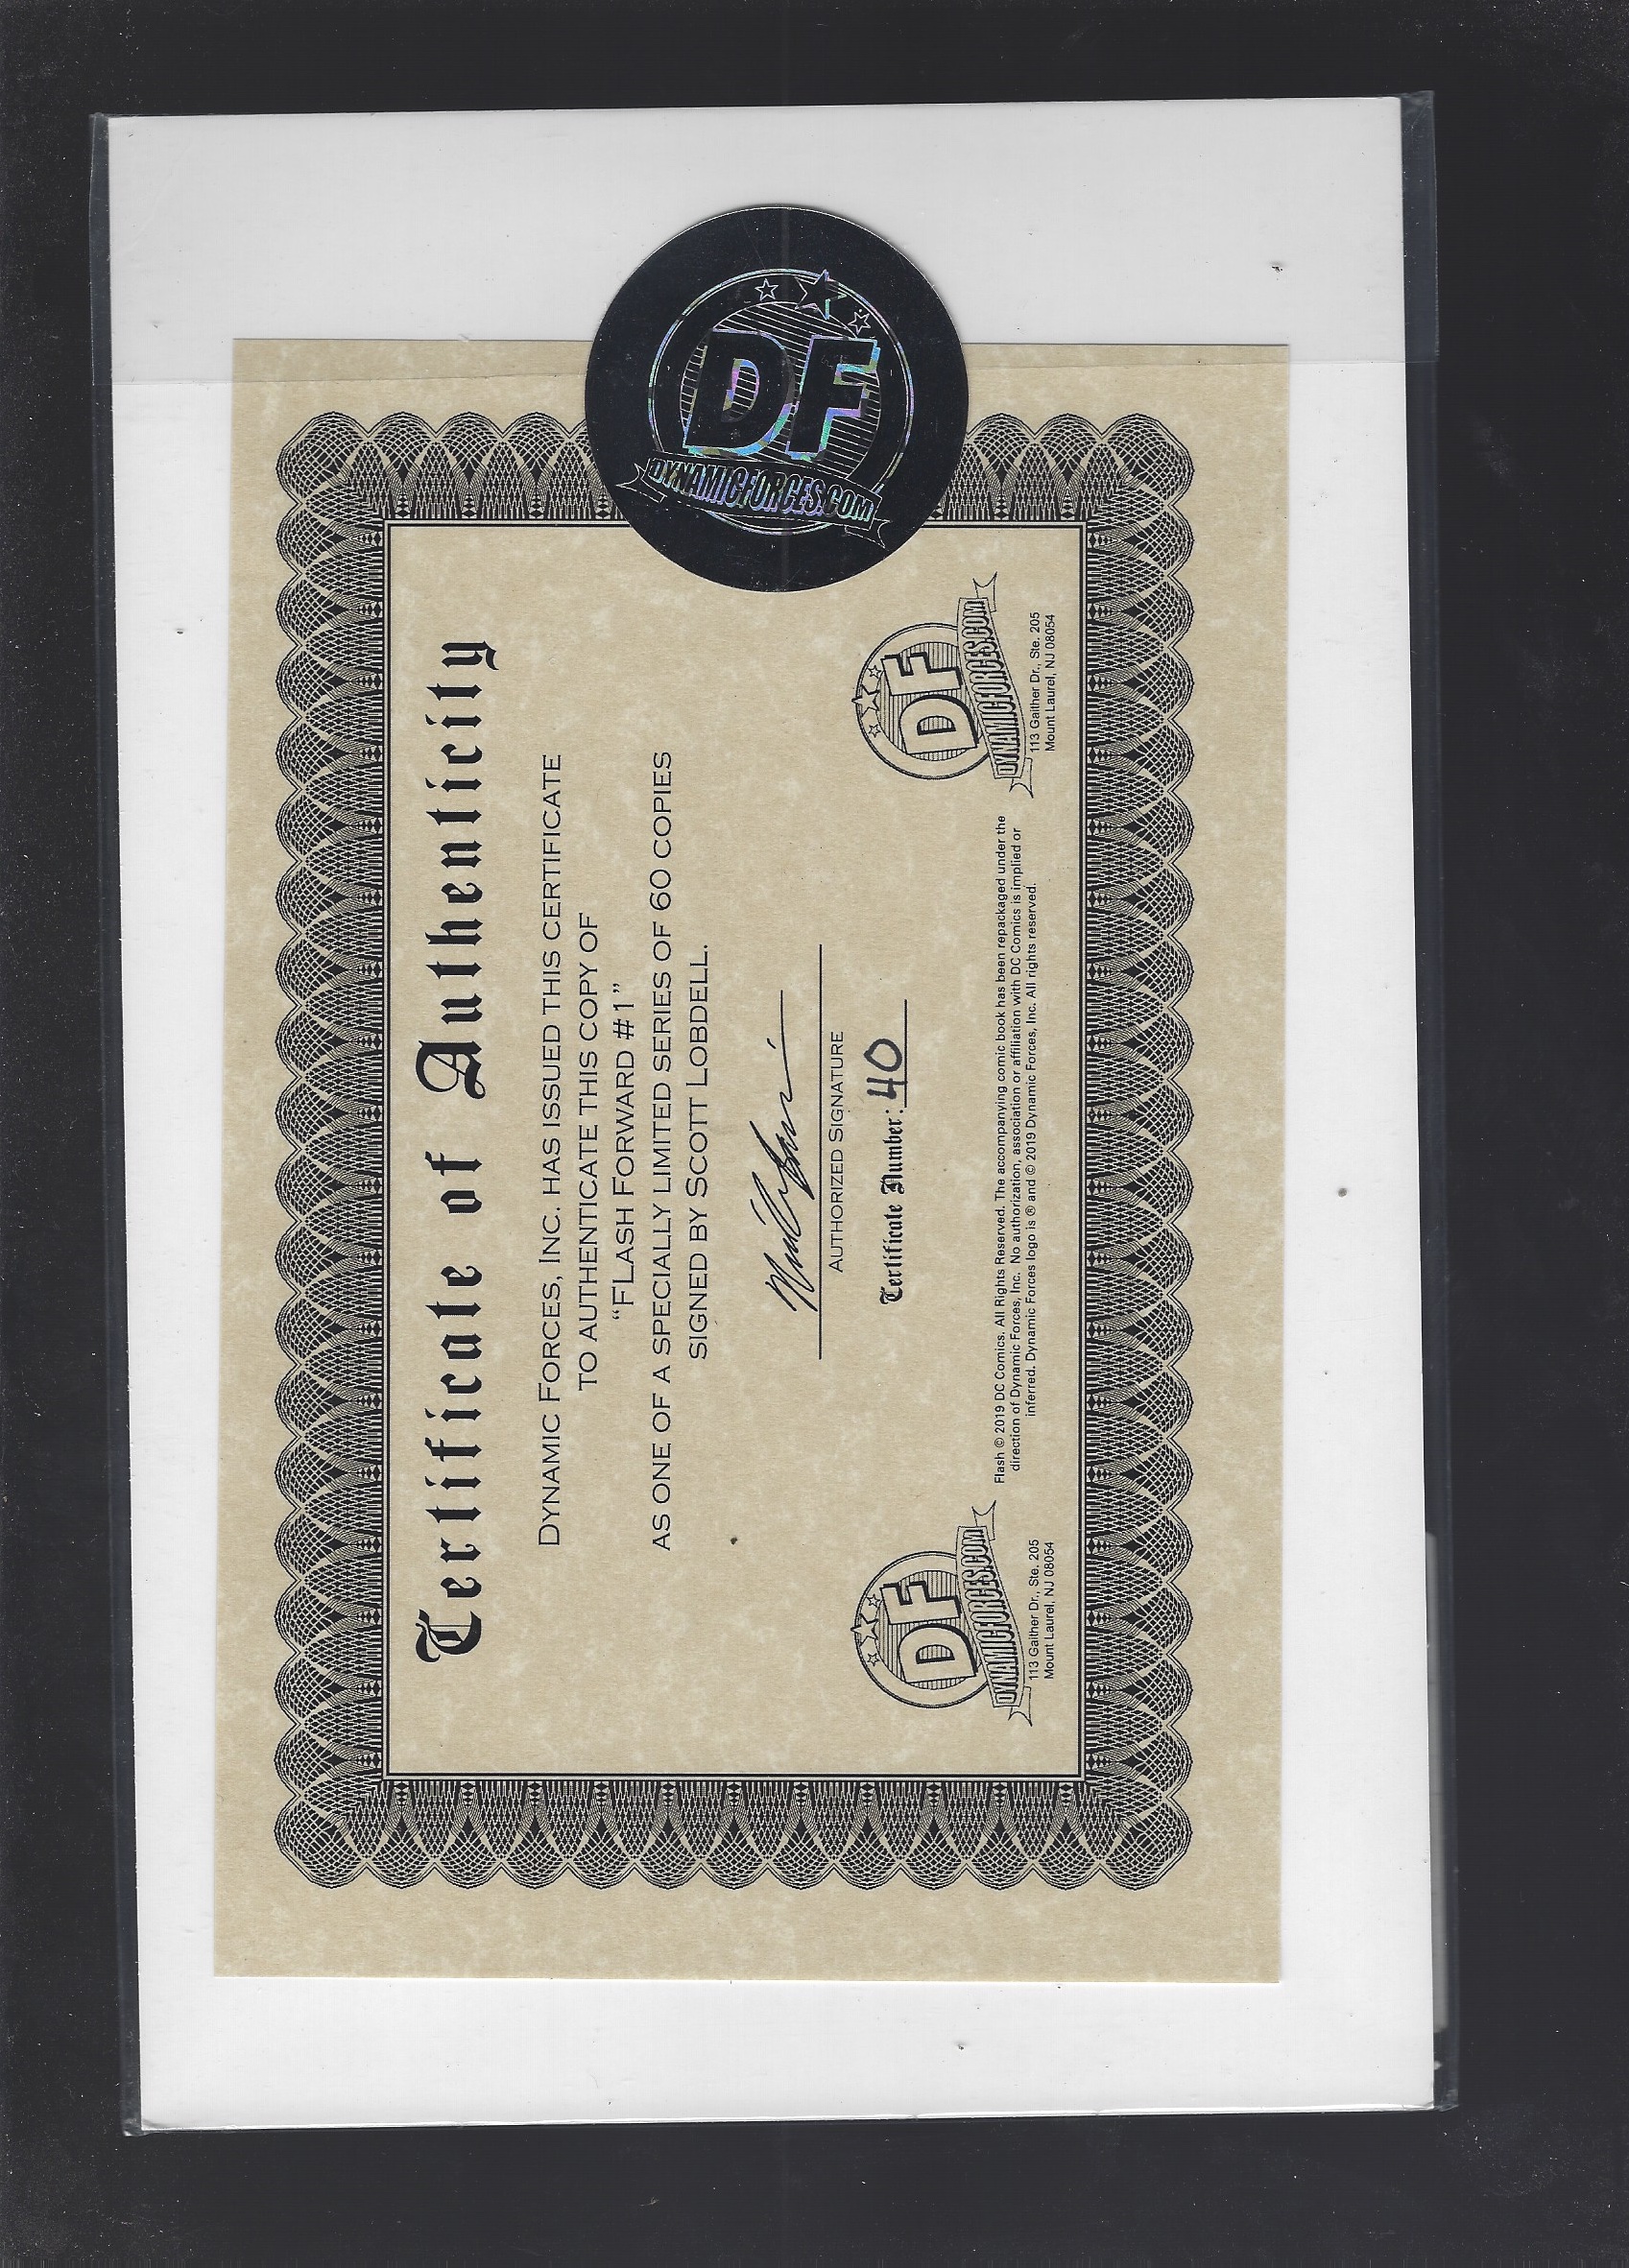 DF
DYNAMICFORCES.COM
Certificate of Authenticity
DYNAMIC FORCES, INC. HAS ISSUED THIS CERTIFICATE
TO AUTHENTICATE THIS COPY OF
“FLASH FORWARD #1”
AS ONE OF A SPECIALLY LIMITED SERIES OF 60 COPIES
SIGNED BY SCOTT LOBDELL.
AUTHORIZED SIGNATURE
Certificate Number: 40
DF
DYNAMICFORCES.COM
113 Gaither Dr., Ste. 205
Mount Laurel, NJ 08054
Flash © 2019 DC Comics. All Rights Reserved. The accompanying comic book has been repackaged under the
direction of Dynamic Forces, Inc. No authorization, association or affiliation with DC Comics is implied or
inferred. Dynamic Forces logo is ® and © 2019 Dynamic Forces, Inc. All rights reserved.
DF
DYNAMICFORCES.COM
113 Gaither Dr., Ste. 205
Mount Laurel, NJ 08054